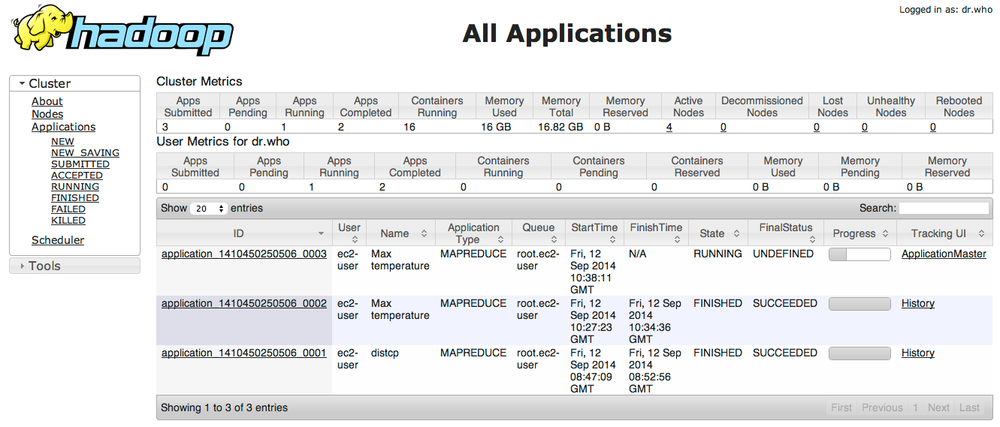 Logged in as: dr.who
hadoop
All Applications
Cluster
About
Nodes
Applications
NEW
NEW_SAVING
SUBMITTED
ACCEPTED
RUNNING
FINISHED
FAILED
KILLED
Scheduler
Tools
Cluster Metrics
Apps Submitted Apps Pending Apps Running Apps Completed Containers Running Memory Used Memory Total Memory Reserved Active Nodes Decommissioned Nodes Lost Nodes Unhealthy Nodes Rebooted Nodes
3 0 1 2 16 16 GB 16.82 GB 0 B 4 0 0 0 0
User Metrics for dr.who
Apps Submitted Apps Pending Apps Running Apps Completed Containers Running Containers Pending Containers Reserved Memory Used Memory Pending Memory Reserved
0 0 1 2 0 0 0 0 B 0 B 0 B
Show 20 entries Search:
ID User Name Application Type Queue StartTime FinishTime State FinalStatus Progress Tracking UI
application_1410450250506_0003 ec2-user Max temperature MAPREDUCE root.ec2-user Fri, 12 Sep 2014 10:38:11 GMT N/A RUNNING UNDEFINED ApplicationMaster
application_1410450250506_0002 ec2-user Max temperature MAPREDUCE root.ec2-user Fri, 12 Sep 2014 10:27:23 GMT Fri, 12 Sep 2014 10:34:36 GMT FINISHED SUCCEEDED History
application_1410450250506_0001 ec2-user distcp MAPREDUCE root.ec2-user Fri, 12 Sep 2014 08:47:09 GMT Fri, 12 Sep 2014 08:52:56 GMT FINISHED SUCCEEDED History
Showing 1 to 3 of 3 entries First Previous 1 Next Last